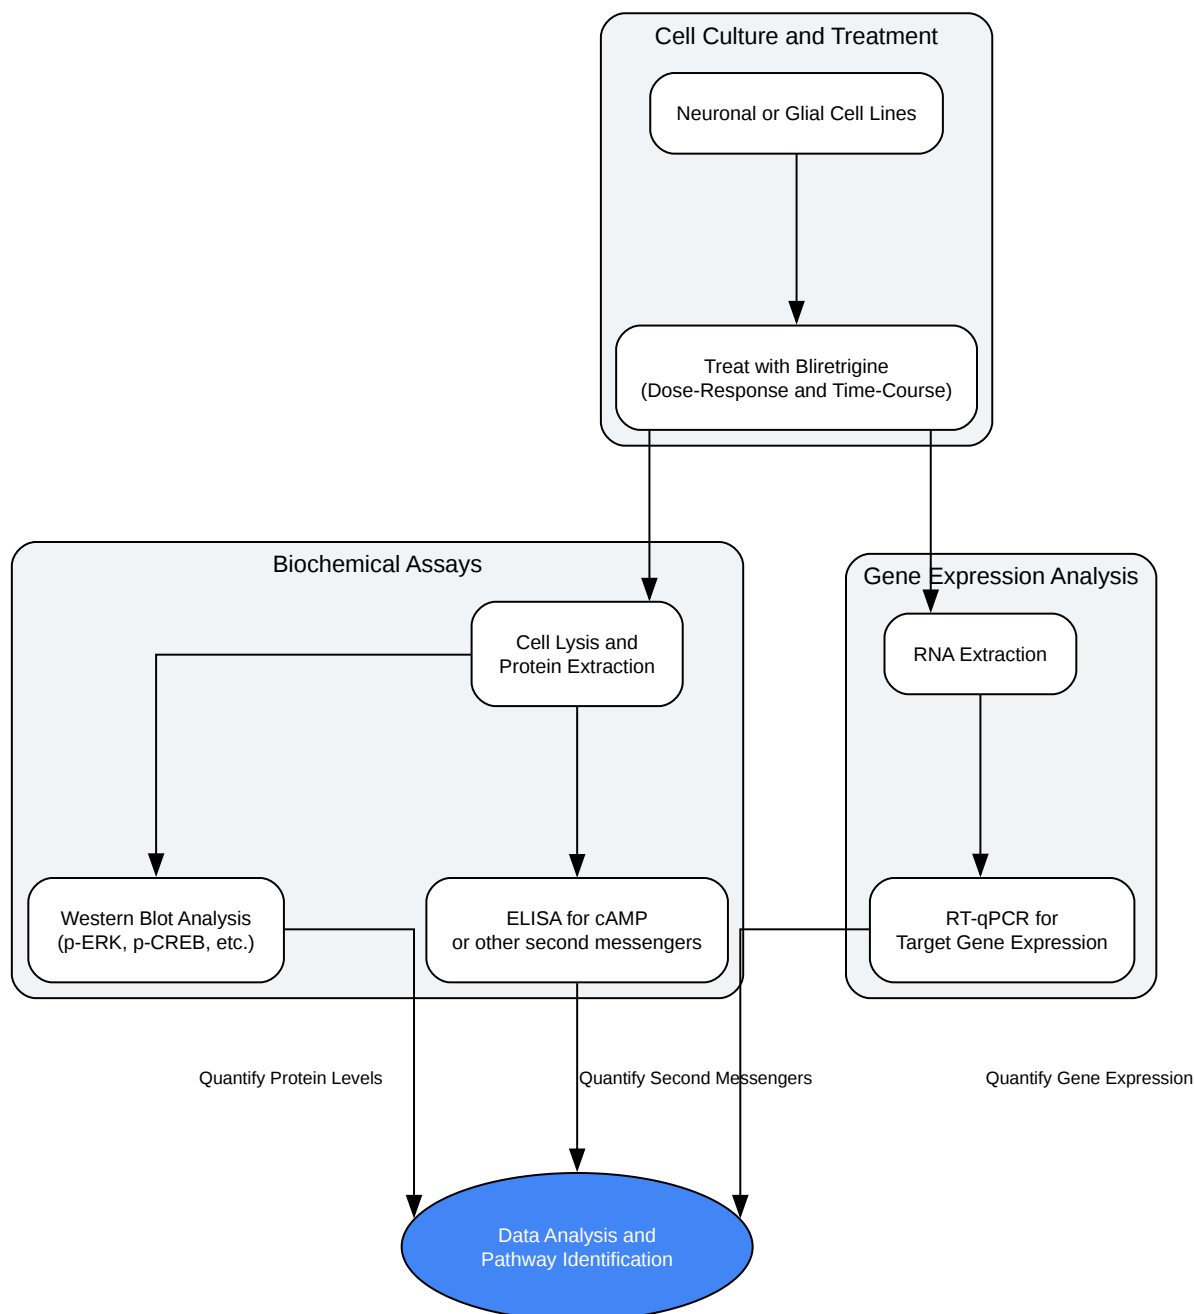 Cell Culture and Treatment
Neuronal or Glial Cell Lines
Treat with Bliretrigine
(Dose-Response and Time-Course)
Biochemical Assays
Gene Expression Analysis
Cell Lysis and
Protein Extraction
RNA Extraction
Western Blot Analysis
(p-ERK, p-CREB, etc.)
ELISA for cAMP
or other second messengers
RT-qPCR for
Target Gene Expression
Quantify Protein Levels
Quantify Second Messengers
Quantify Gene Expression
Data Analysis and
Pathway Identification